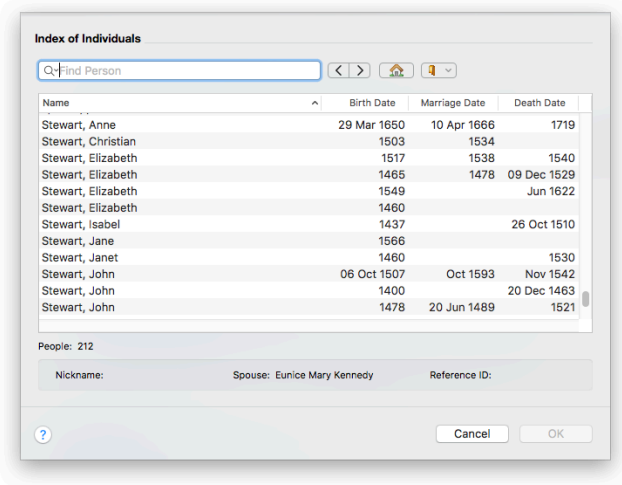 Index of Individuals
Find Person
Name Birth Date Marriage Date Death Date
Stewart, Anne 29 Mar 1650 10 Apr 1666 1719
Stewart, Christian 1503 1534
Stewart, Elizabeth 1517 1538 1540
Stewart, Elizabeth 1465 1478 09 Dec 1529
Stewart, Elizabeth 1549 Jun 1622
Stewart, Elizabeth 1460
Stewart, Isabel 1437 26 Oct 1510
Stewart, Jane 1566
Stewart, Janet 1460 1530
Stewart, John 06 Oct 1507 Oct 1593 Nov 1542
Stewart, John 1400 20 Dec 1463
Stewart, John 1478 20 Jun 1489 1521
People: 212
Nickname: Spouse: Eunice Mary Kennedy Reference ID:
? Cancel OK